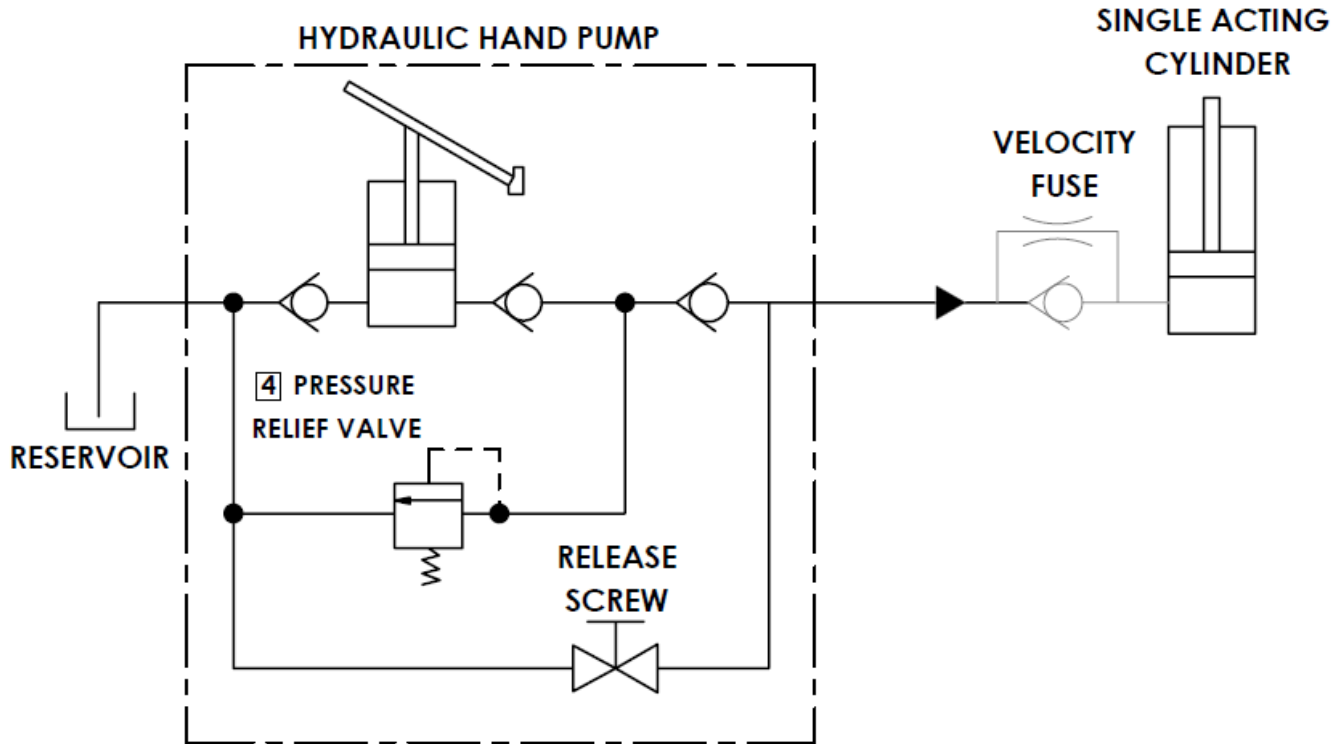 HYDRAULIC HAND PUMP
SINGLE ACTING
CYLINDER
VELOCITY
FUSE
4 PRESSURE
RELIEF VALVE
RESERVOIR
RELEASE
SCREW